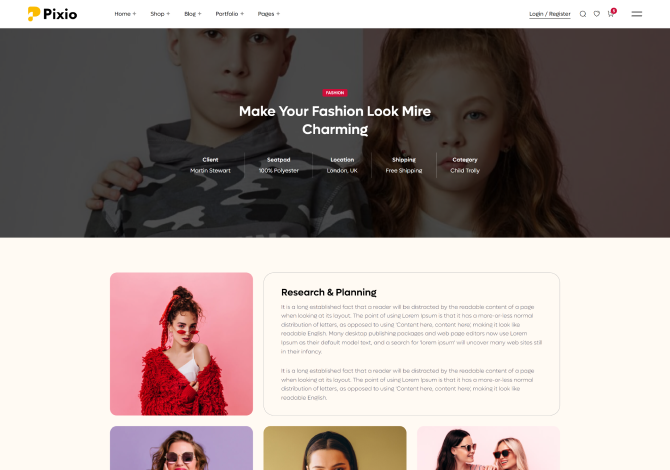 Pixio
Home + Shop + Blog + Portfolio + Pages + Login / Register
FASHION
Make Your Fashion Look Mire
Charming
Client Seatpad Location Shipping Category
Martin Stewart 100% Polyester London, UK Free Shipping Child Trolly
Research & Planning
It is a long established fact that a reader will be distracted by the readable content of a page
when looking at its layout. The point of using Lorem Ipsum is that it has a more-or-less normal
distribution of letters, as opposed to using 'Content here, content here', making it look like
readable English. Many desktop publishing packages and web page editors now use Lorem
Ipsum as their default model text, and a search for 'lorem ipsum' will uncover many web sites still
in their infancy.
It is a long established fact that a reader will be distracted by the readable content of a page
when looking at its layout. The point of using Lorem Ipsum is that it has a more-or-less normal
distribution of letters, as opposed to using 'Content here, content here', making it look like
readable English.